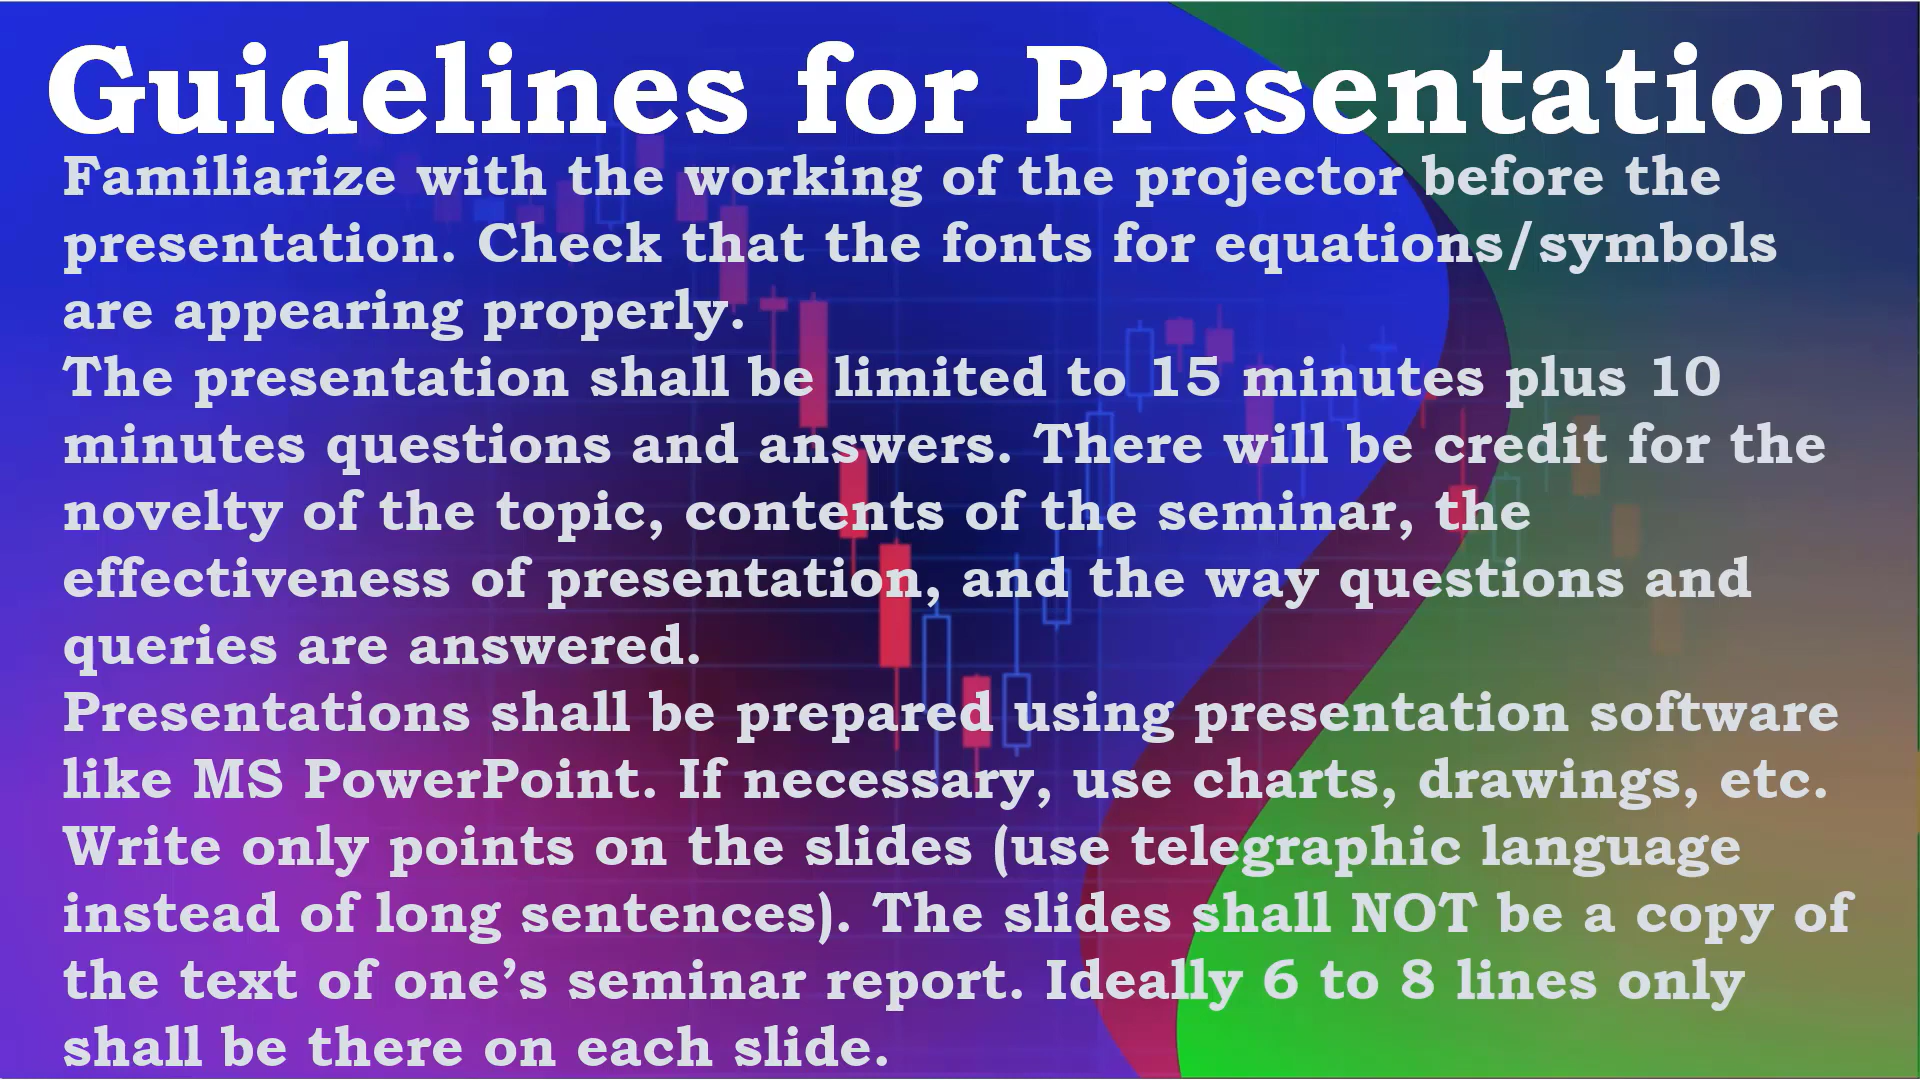 Guidelines for Presentation
Familiarize with the working of the projector before the
presentation. Check that the fonts for equations/symbols
are appearing properly.
The presentation shall be limited to 15 minutes plus 10
minutes questions and answers. There will be credit for the
novelty of the topic, contents of the seminar, the
effectiveness of presentation, and the way questions and
queries are answered.
Presentations shall be prepared using presentation software
like MS PowerPoint. If necessary, use charts, drawings, etc.
Write only points on the slides (use telegraphic language
instead of long sentences). The slides shall NOT be a copy of
the text of one’s seminar report. Ideally 6 to 8 lines only
shall be there on each slide.